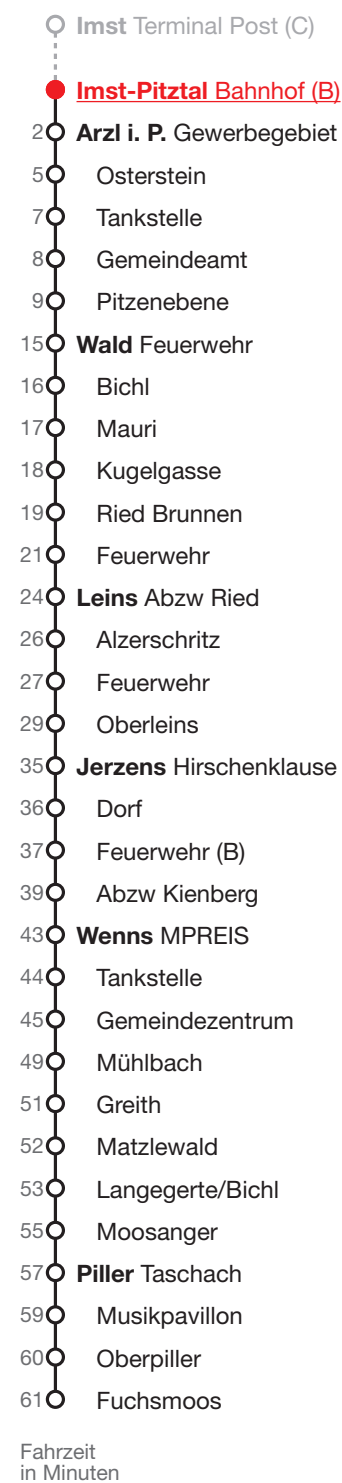 Imst Terminal Post (C)
Imst-Pitztal Bahnhof (B)
2 Arzl i. P. Gewerbegebiet
5 Osterstein
7 Tankstelle
8 Gemeindeamt
9 Pitzenebene
15 Wald Feuerwehr
16 Bichl
17 Mauri
18 Kugelgasse
19 Ried Brunnen
21 Feuerwehr
24 Leins Abzw Ried
26 Alzerschritz
27 Feuerwehr
29 Oberleins
35 Jerzens Hirschenklause
36 Dorf
37 Feuerwehr (B)
39 Abzw Kienberg
43 Wenns MPREIS
44 Tankstelle
45 Gemeindezentrum
49 Mühlbach
51 Greith
52 Matzlewald
53 Langegerte/Bichl
55 Moosanger
57 Piller Taschach
59 Musikpavillon
60 Oberpiller
61 Fuchsmoos
Fahrzeit
in Minuten